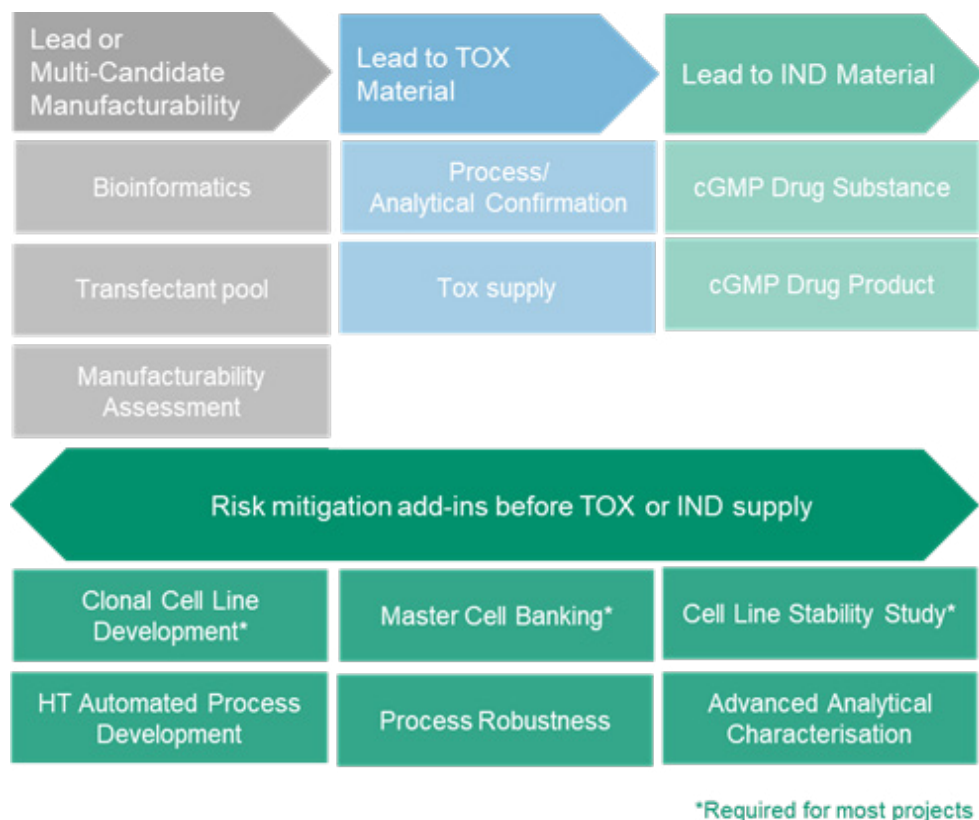 Lead or
Multi-Candidate
Manufacturability
Lead to TOX
Material
Lead to IND Material
Bioinformatics
Process/
Analytical Confirmation
cGMP Drug Substance
Transfectant pool
Tox supply
cGMP Drug Product
Manufacturability
Assessment
Risk mitigation add-ins before TOX or IND supply
Clonal Cell Line
Development*
Master Cell Banking*
Cell Line Stability Study*
HT Automated Process
Development
Process Robustness
Advanced Analytical
Characterisation
*Required for most projects